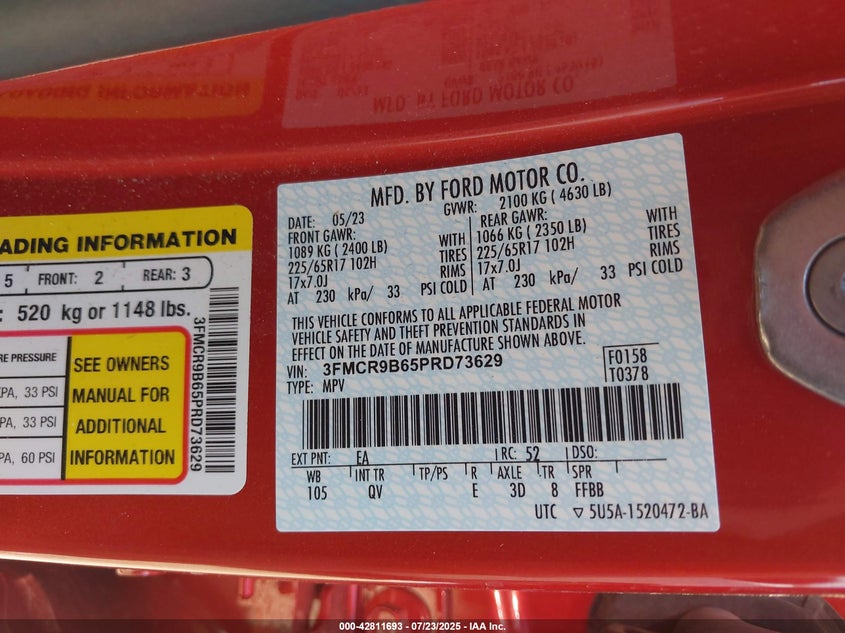 MFD. BY FORD MOTOR CO.
DATE: 05/23 GVWR: 2100 KG ( 4630 LB)
FRONT GAWR: WITH REAR GAWR: WITH
1089 KG ( 2400 LB) TIRES 1066 KG ( 2350 LB) TIRES
225/65R17 102H RIMS 225/65R17 102H RIMS
17x7.0J 17x7.0J
AT 230 kPa/ 33 PSI COLD AT 230 kPa/ 33 PSI COLD
THIS VEHICLE CONFORMS TO ALL APPLICABLE FEDERAL MOTOR
VEHICLE SAFETY AND THEFT PREVENTION STANDARDS IN
EFFECT ON THE DATE OF MANUFACTURE SHOWN ABOVE.
VIN: 3FMCR9B65PRD73629 F0158
TYPE: MPV T0378
EXT PNT: EA RC: 52 DSO:
WB INT TR TP/PS R AXLE TR SPR
105 QV E 3D 8 FFBB
UTC ▽ 5U5A-1520472-BA
ADING INFORMATION
5 FRONT: 2 REAR: 3
: 520 kg or 1148 lbs.
RE PRESSURE
PA, 33 PSI
PA, 33 PSI
PA, 60 PSI
SEE OWNERS
MANUAL FOR
ADDITIONAL
INFORMATION
3FMCR9B65PRD73629
000-42811693 - 07/23/2025 - IAA Inc.